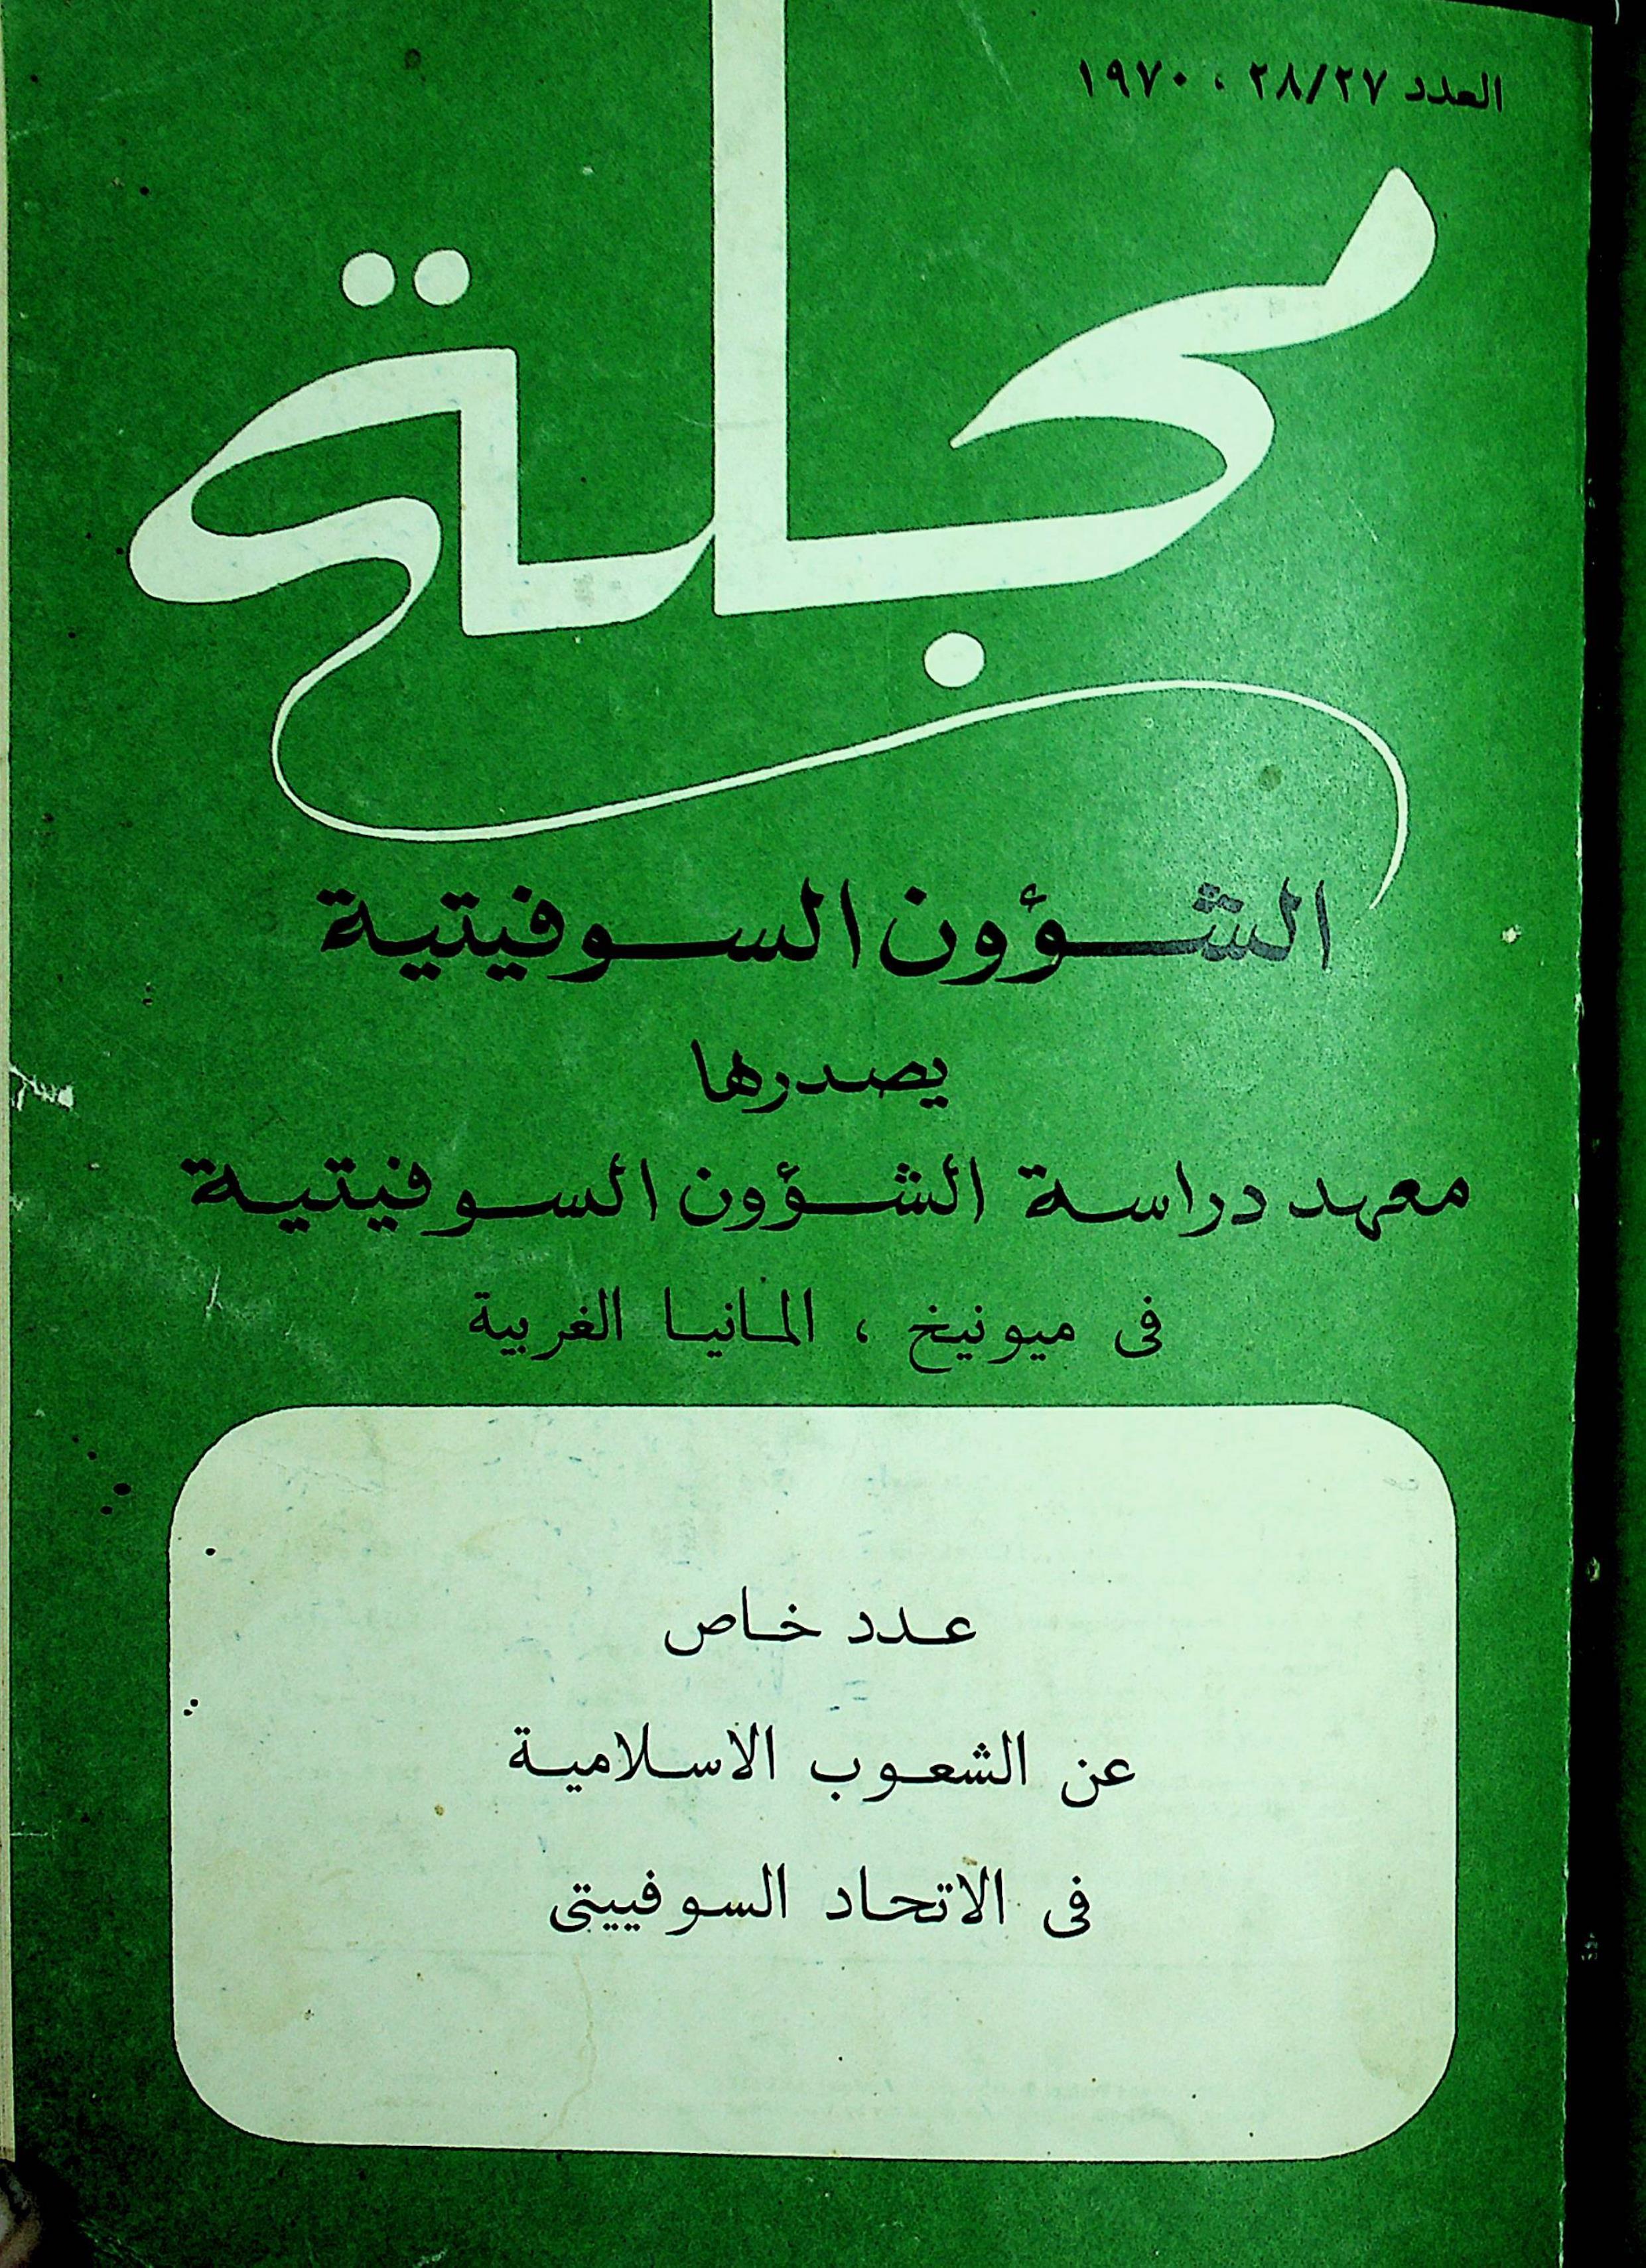 العدد ٢٨/٢٧ ، ١٩٧٠
مجلة
الشؤون السوفيتية
يصدرها
معهد دراسة الشؤون السوفيتية
فى ميونيخ ، المانيا الغربية
عدد خاص
عن الشعوب الاسلامية
فى الاتحاد السوفييتى